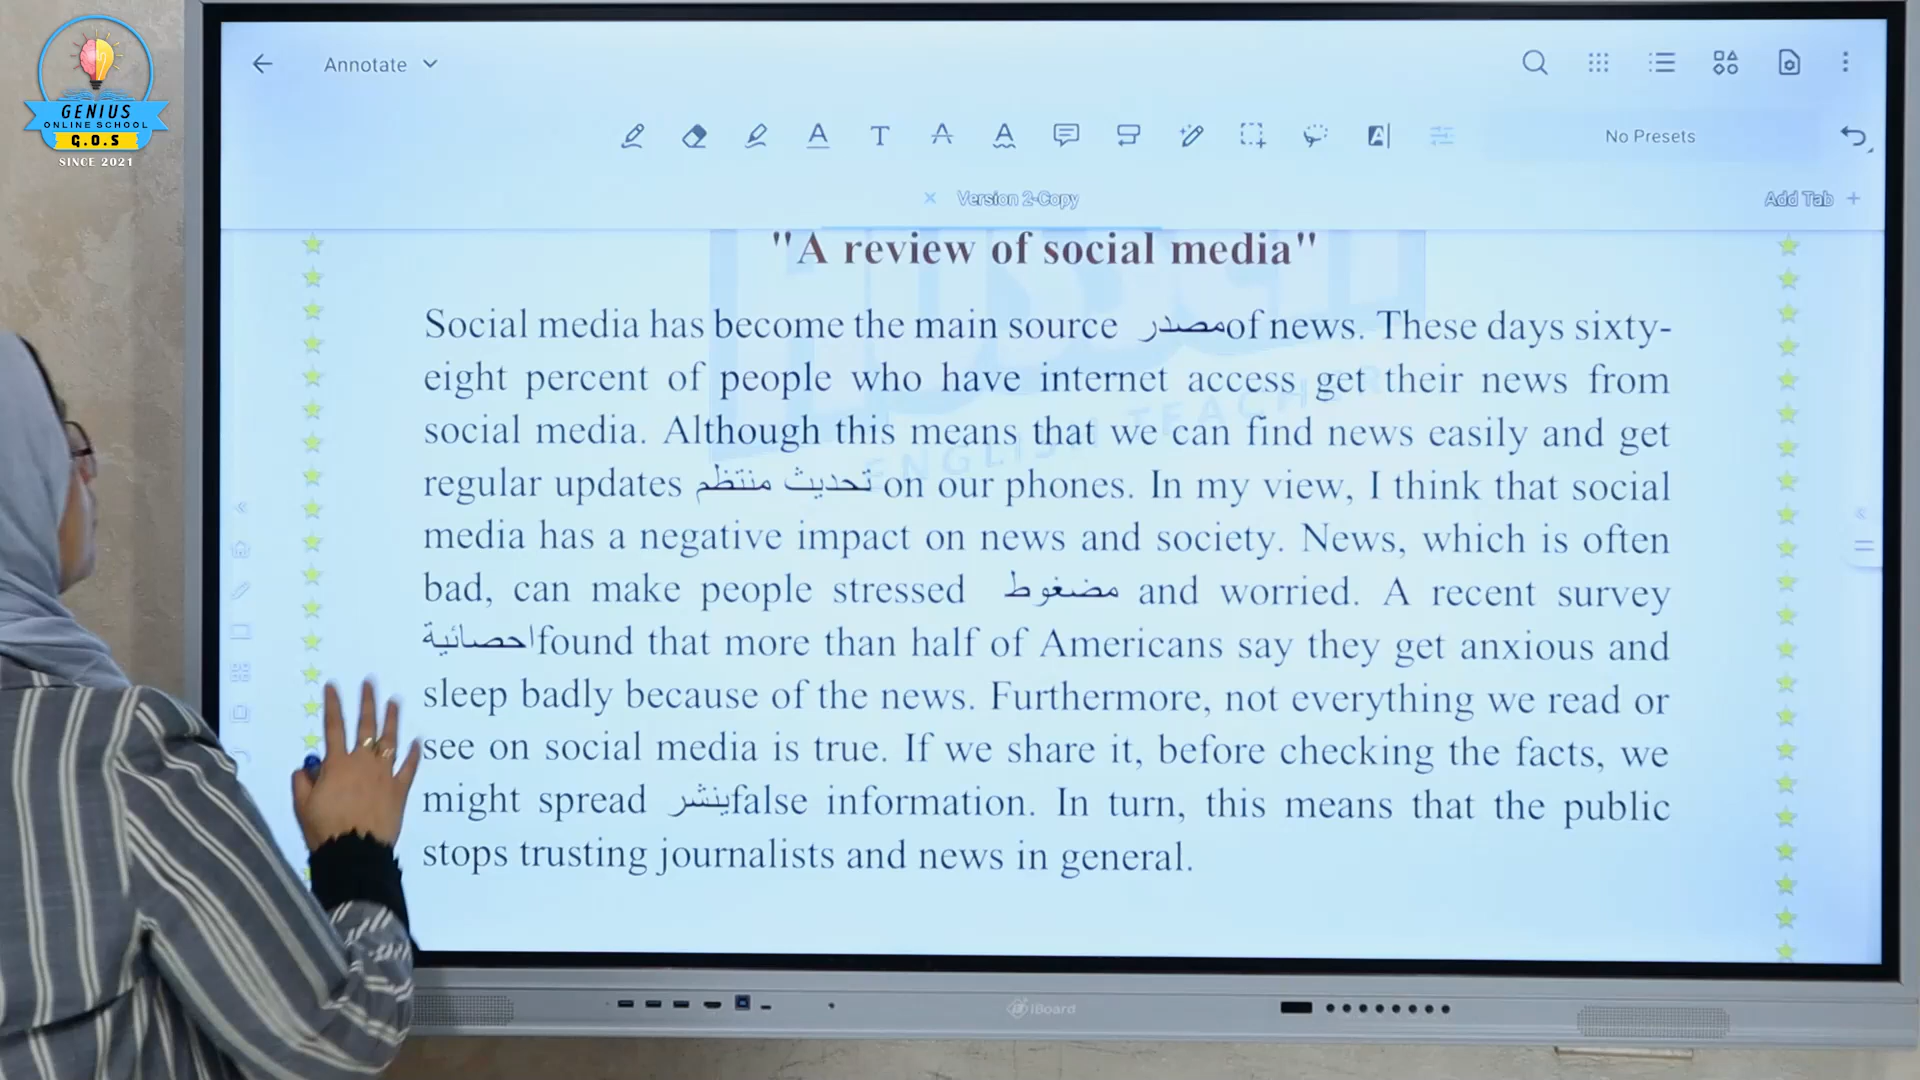 GENIUS
ONLINE SCHOOL
G.O.S
SINCE 2021
Annotate
No Presets
Version 2-Copy
Add Tab +
"A review of social media"
Social media has become the main source مصدر of news. These days sixty-
eight percent of people who have internet access get their news from
social media. Although this means that we can find news easily and get
regular updates تحديث منتظم on our phones. In my view, I think that social
media has a negative impact on news and society. News, which is often
bad, can make people stressed مضغوط and worried. A recent survey
احصائية found that more than half of Americans say they get anxious and
sleep badly because of the news. Furthermore, not everything we read or
see on social media is true. If we share it, before checking the facts, we
might spread ينشر false information. In turn, this means that the public
stops trusting journalists and news in general.
ENGLISH TEACHER
iBoard